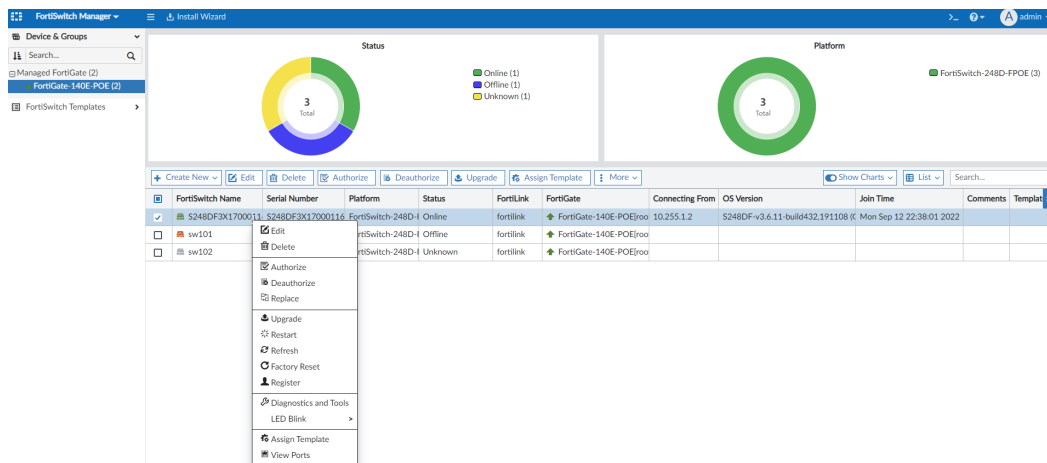 FortiSwitch Manager
Install Wizard
admin
Device & Groups
Search...
Managed FortiGate (2)
FortiGate-140E-POE (2)
FortiSwitch Templates
Status
3
Total
Online (1)
Offline (1)
Unknown (1)
Platform
3
Total
FortiSwitch-248D-FPOE (3)
Create New Edit Delete Authorize Deauthorize Upgrade Assign Template More Show Charts List Search...
FortiSwitch Name Serial Number Platform Status FortiLink FortiGate Connecting From OS Version Join Time Comments Templat
S248DF3X1700011 S248DF3X17000116 FortiSwitch-248D-F Online fortilink FortiGate-140E-POE[roo 10.255.1.2 S248DF-v3.6.11-build432,191108 (G Mon Sep 12 22:38:01 2022
sw101 rtiSwitch-248D-F Offline fortilink FortiGate-140E-POE[roo
sw102 rtiSwitch-248D-F Unknown fortilink FortiGate-140E-POE[roo
Edit
Delete
Authorize
Deauthorize
Replace
Upgrade
Restart
Refresh
Factory Reset
Register
Diagnostics and Tools
LED Blink >
Assign Template
View Ports